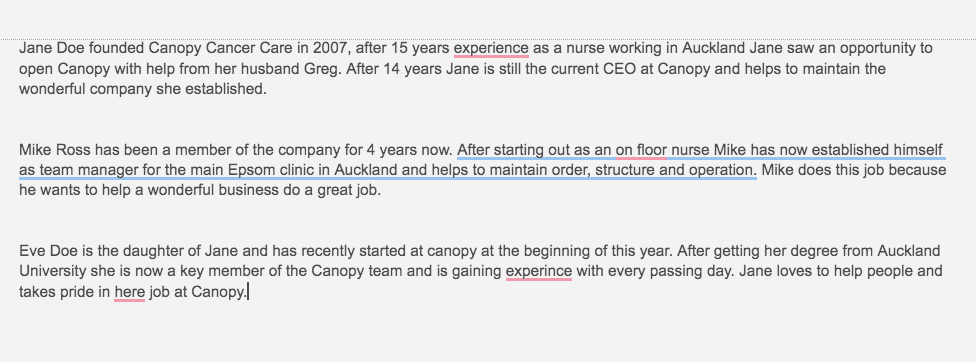 Jane Doe founded Canopy Cancer Care in 2007, after 15 years experience as a nurse working in Auckland Jane saw an opportunity to
open Canopy with help from her husband Greg. After 14 years Jane is still the current CEO at Canopy and helps to maintain the
wonderful company she established.
Mike Ross has been a member of the company for 4 years now. After starting out as an on floor nurse Mike has now established himself
as team manager for the main Epsom clinic in Auckland and helps to maintain order, structure and operation. Mike does this job because
he wants to help a wonderful business do a great job.
Eve Doe is the daughter of Jane and has recently started at canopy at the beginning of this year. After getting her degree from Auckland
University she is now a key member of the Canopy team and is gaining experince with every passing day. Jane loves to help people and
takes pride in here job at Canopy.